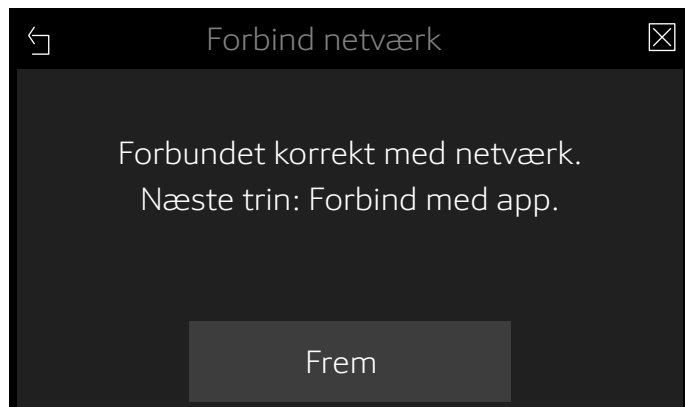 Forbind netværk
Forbundet korrekt med netværk.
Næste trin: Forbind med app.
Frem